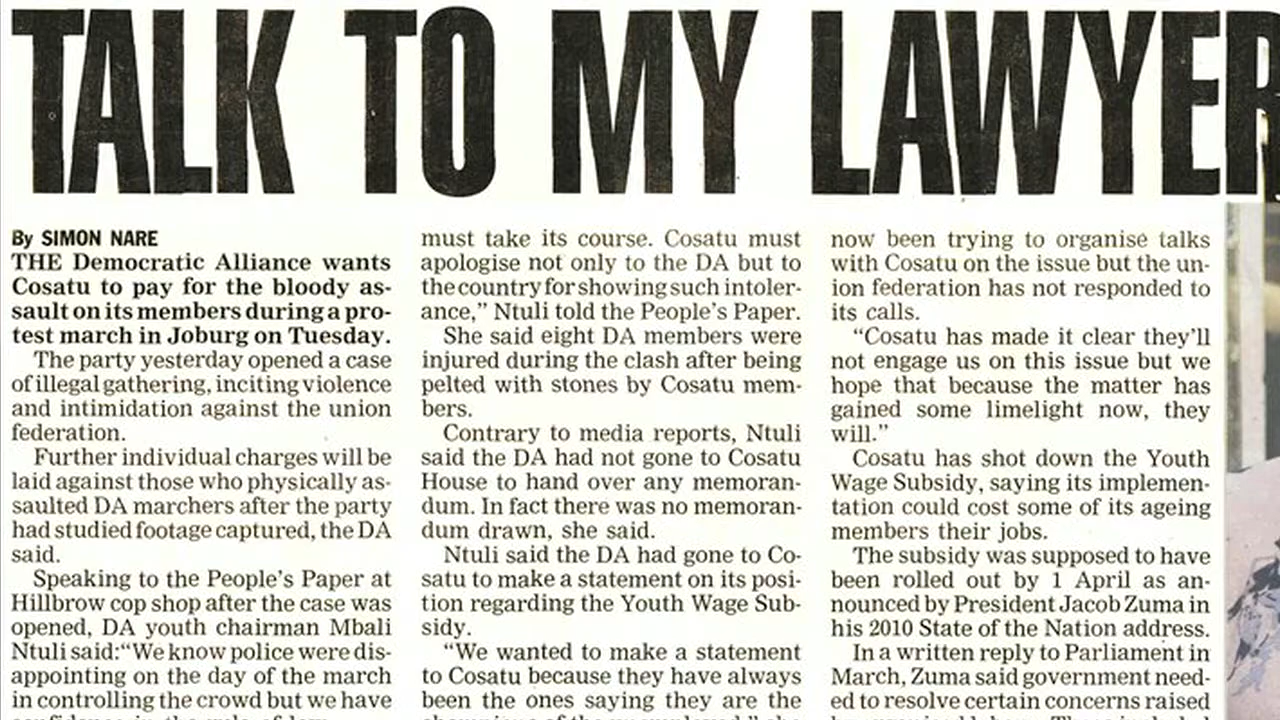 TALK TO MY LAWYER
By SIMON NARE
THE Democratic Alliance wants
Cosatu to pay for the bloody as-
sault on its members during a pro-
test march in Joburg on Tuesday.
The party yesterday opened a case
of illegal gathering, inciting violence
and intimidation against the union
federation.
Further individual charges will be
laid against those who physically as-
saulted DA marchers after the party
had studied footage captured, the DA
said.
Speaking to the People's Paper at
Hillbrow cop shop after the case was
opened, DA youth chairman Mbali
Ntuli said:“We know police were dis-
appointing on the day of the march
in controlling the crowd but we have
must take its course. Cosatu must
apologise not only to the DA but to
the country for showing such intoler-
ance,” Ntuli told the People's Paper.
She said eight DA members were
injured during the clash after being
pelted with stones by Cosatu mem-
bers.
Contrary to media reports, Ntuli
said the DA had not gone to Cosatu
House to hand over any memoran-
dum. In fact there was no memoran-
dum drawn, she said.
Ntuli said the DA had gone to Co-
satu to make a statement on its posi-
tion regarding the Youth Wage Sub-
sidy.
“We wanted to make a statement
to Cosatu because they have always
been the ones saying they are the
now been trying to organise talks
with Cosatu on the issue but the un-
ion federation has not responded to
its calls.
“Cosatu has made it clear they'll
not engage us on this issue but we
hope that because the matter has
gained some limelight now, they
will.”
Cosatu has shot down the Youth
Wage Subsidy, saying its implemen-
tation could cost some of its ageing
members their jobs.
The subsidy was supposed to have
been rolled out by 1 April as an-
nounced by President Jacob Zuma in
his 2010 State of the Nation address.
In a written reply to Parliament in
March, Zuma said government need-
ed to resolve certain concerns raised